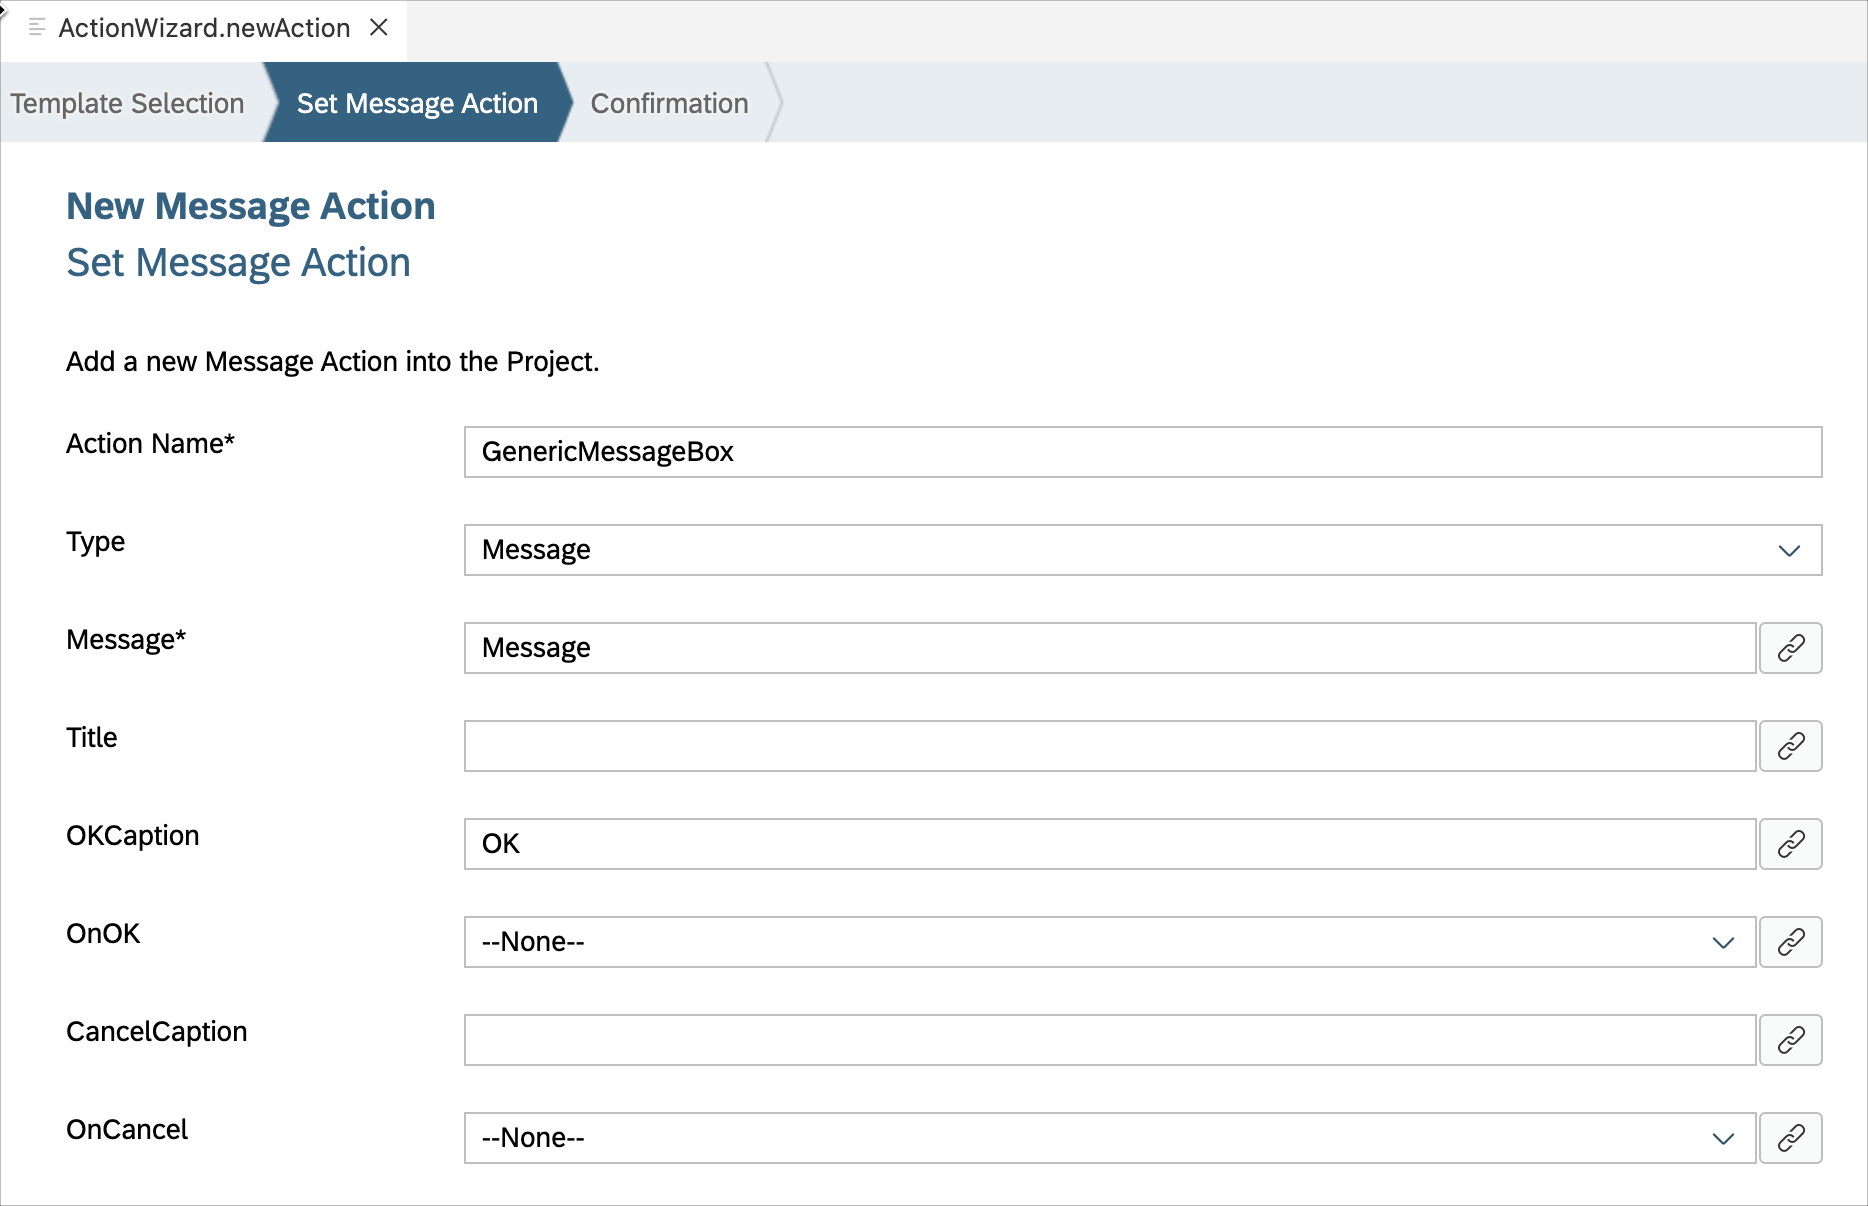 ActionWizard.newAction
Template Selection
Set Message Action
Confirmation
New Message Action
Set Message Action
Add a new Message Action into the Project.
Action Name*
GenericMessageBox
Type
Message
Message*
Message
Title
OKCaption
OK
OnOK
--None--
CancelCaption
OnCancel
--None--